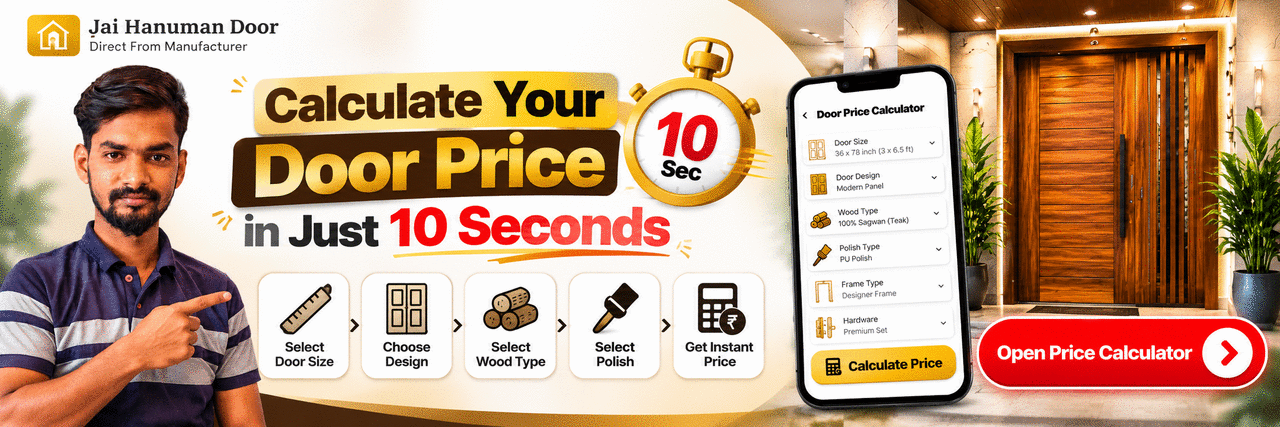 Jai Hanuman Door
Direct From Manufacturer
Calculate Your
Door Price
in Just 10 Seconds
10
Sec
Select
Door Size
Choose
Design
Select
Wood Type
Select
Polish
₹
Get Instant
Price
Door Price Calculator
Door Size
36 x 78 inch (3 x 6.5 ft)
Door Design
Modern Panel
Wood Type
100% Sagwan (Teak)
Polish Type
PU Polish
Frame Type
Designer Frame
Hardware
Premium Set
Calculate Price
Open Price Calculator